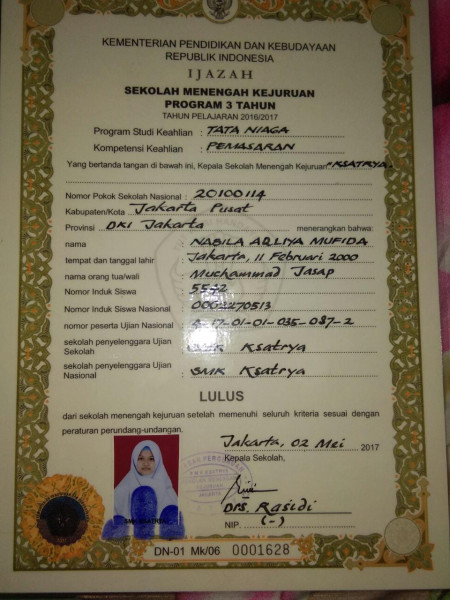 KEMENTERIAN PENDIDIKAN DAN KEBUDAYAAN
REPUBLIK INDONESIA
IJAZAH
SEKOLAH MENENGAH KEJURUAN
PROGRAM 3 TAHUN
TAHUN PELAJARAN 2016/2017
Program Studi Keahlian : TATA NIAGA
Kompetensi Keahlian : PEMASARAN
Yang bertanda tangan di bawah ini, Kepala Sekolah Menengah Kejuruan "KSATRYA.
Nomor Pokok Sekolah Nasional : 20100114
Kabupaten/Kota : Jakarta Pusat
Provinsi : DKI Jakarta menerangkan bahwa:
nama : NABILA ADLIYA MUFIDA
tempat dan tanggal lahir : Jakarta, 11 Februari 2000
nama orang tua/wali : Muchammad Jasap
Nomor Induk Siswa :
Nomor Induk Siswa Nasional : 0002270513
nomor peserta Ujian Nasional : 4-17-01-01-035-087-2
sekolah penyelenggara Ujian Sekolah : SMK Ksatrya
sekolah penyelenggara Ujian Nasional : SMK Ksatrya
LULUS
dari sekolah menengah kejuruan setelah memenuhi seluruh kriteria sesuai dengan
peraturan perundang-undangan.
Jakarta, 02 Mei 2017
Kepala Sekolah,
Drs. Rasidi
NIP. (-)
DN-01 Mk/06 0001628